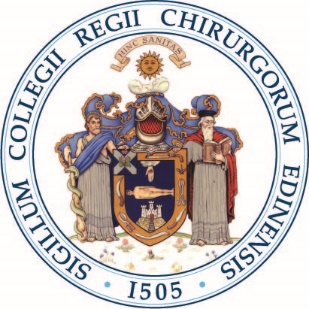 HINC SANITAS
SIGILLUM COLLEGII REGII CHIRURGORUM EDINENSIS
1505